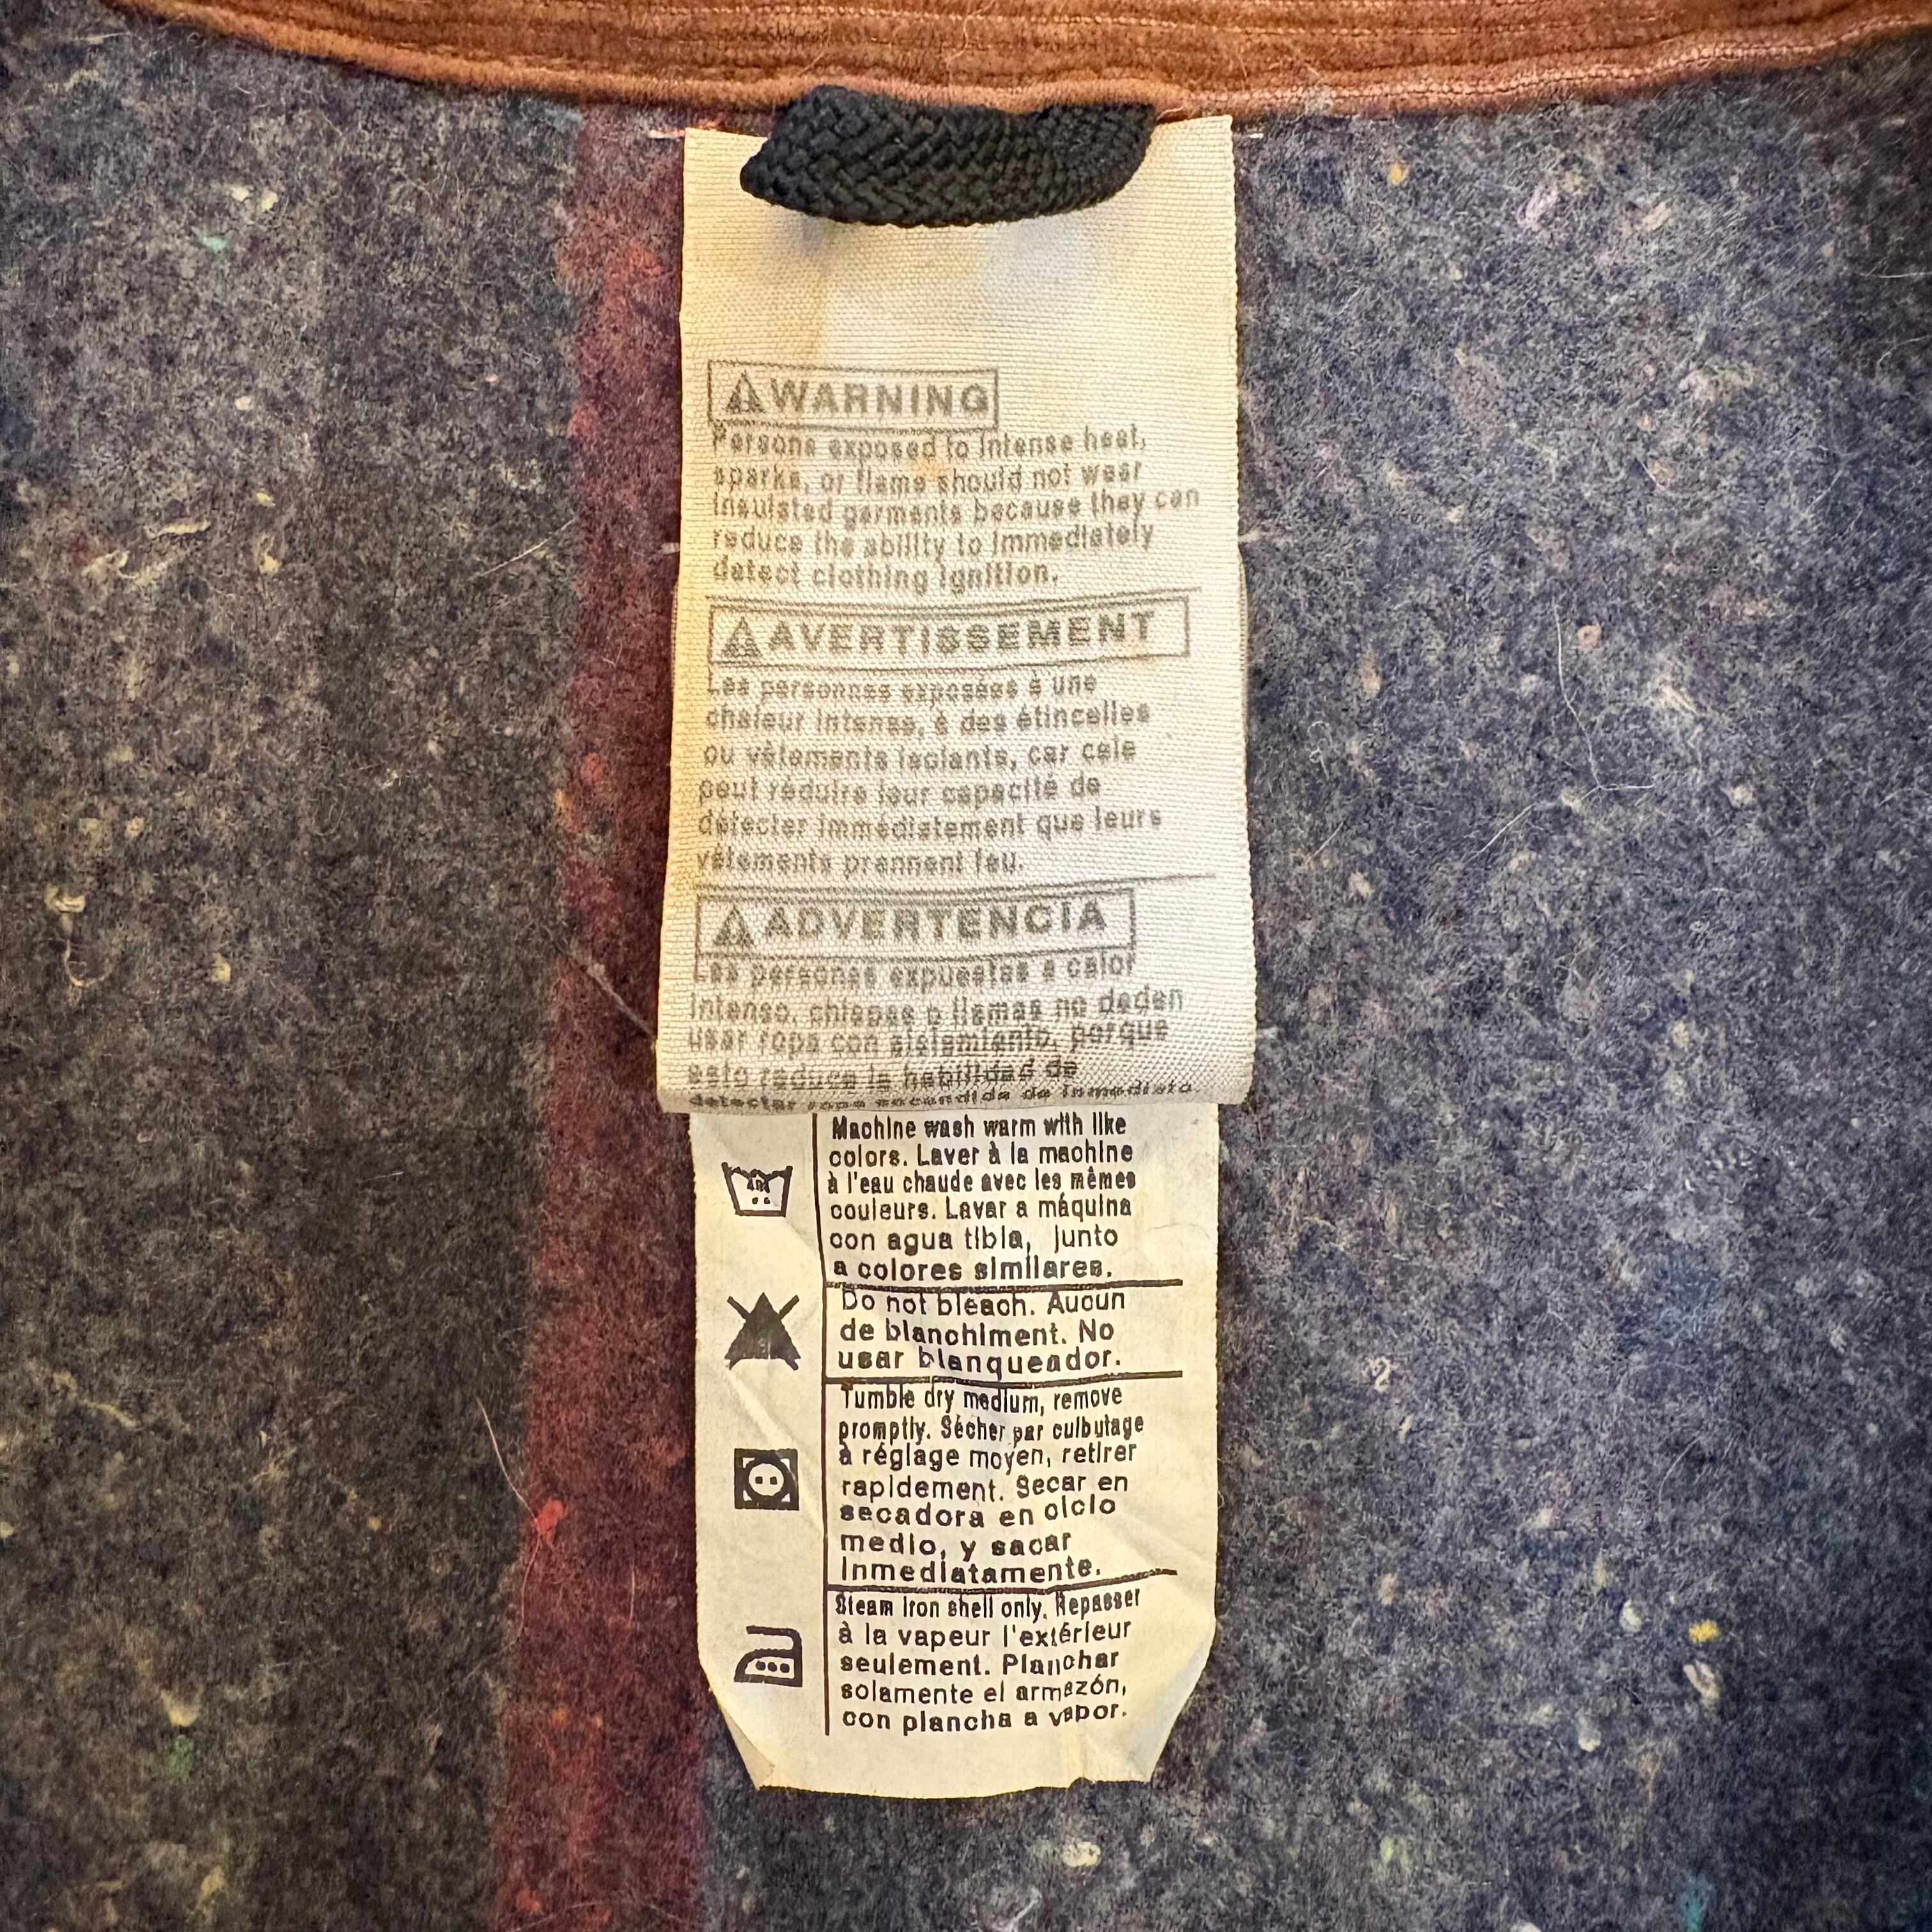 WARNING
Persons exposed to intense heat,
sparks, or flame should not wear
insulated garments because they can
reduce the ability to immediately
detect clothing ignition.
AVERTISSEMENT
Les personnes exposées à une
chaleur intense, à des étincelles
ou vêtements isolants, car cela
peut réduire leur capacité de
détecter immédiatement que leurs
vêtements prennent feu.
ADVERTENCIA
Las personas expuestas a calor
intenso, chispas o llamas no deden
usar ropa con aislamiento, porque
esto reduce la habilidad de
detectar ropa encendida de inmediato
Machine wash warm with like
colors. Laver à la machine
à l'eau chaude avec les mêmes
couleurs. Lavar a máquina
con agua tibia, junto
a colores similares.
Do not bleach. Aucun
de blanchiment. No
usar blanqueador.
Tumble dry medium, remove
promptly. Sécher par culbutage
à réglage moyen, retirer
rapidement. Secar en
secadora en ciclo
medio, y sacar
inmediatamente.
Steam iron shell only. Repasser
à la vapeur l'extérieur
seulement. Planchar
solamente el armazón,
con plancha a vapor.